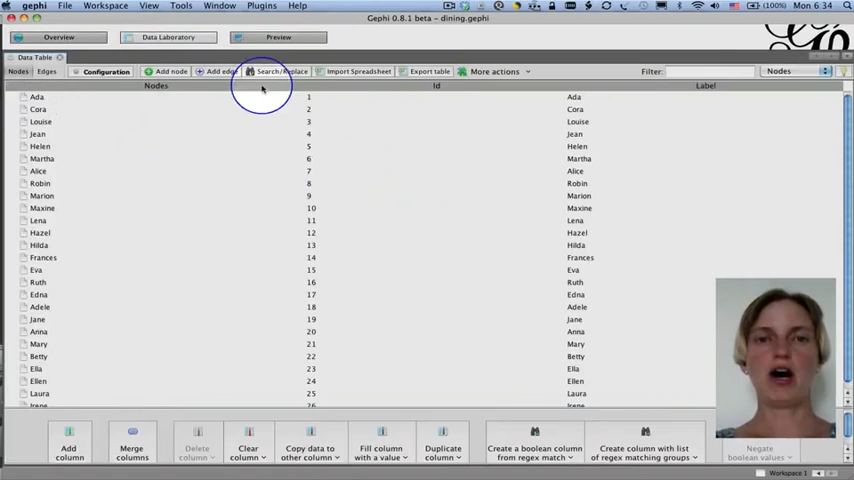 gephi File Workspace View Tools Window Plugins Help (100%) Mon 6:34
Gephi 0.8.1 beta - dining.gephi
Overview Data Laboratory Preview
Data Table
Nodes Edges Configuration Add node Add edge Search/Replace Import Spreadsheet Export table More actions Filter: Nodes
Nodes Id Label
Ada 1 Ada
Cora 2 Cora
Louise 3 Louise
Jean 4 Jean
Helen 5 Helen
Martha 6 Martha
Alice 7 Alice
Robin 8 Robin
Marion 9 Marion
Maxine 10 Maxine
Lena 11 Lena
Hazel 12 Hazel
Hilda 13 Hilda
Frances 14 Frances
Eva 15 Eva
Ruth 16 Ruth
Edna 17 Edna
Adele 18 Adele
Jane 19 Jane
Anna 20 Anna
Mary 21 Mary
Betty 22 Betty
Ella 23 Ella
Ellen 24 Ellen
Laura 25 Laura
Irene 26 Irene
Add Merge Delete Clear Copy data to Fill column Duplicate Create a boolean column Create column with list Negate
column columns column column other column with a value column from regex match of regex matching groups boolean values
Workspace 1